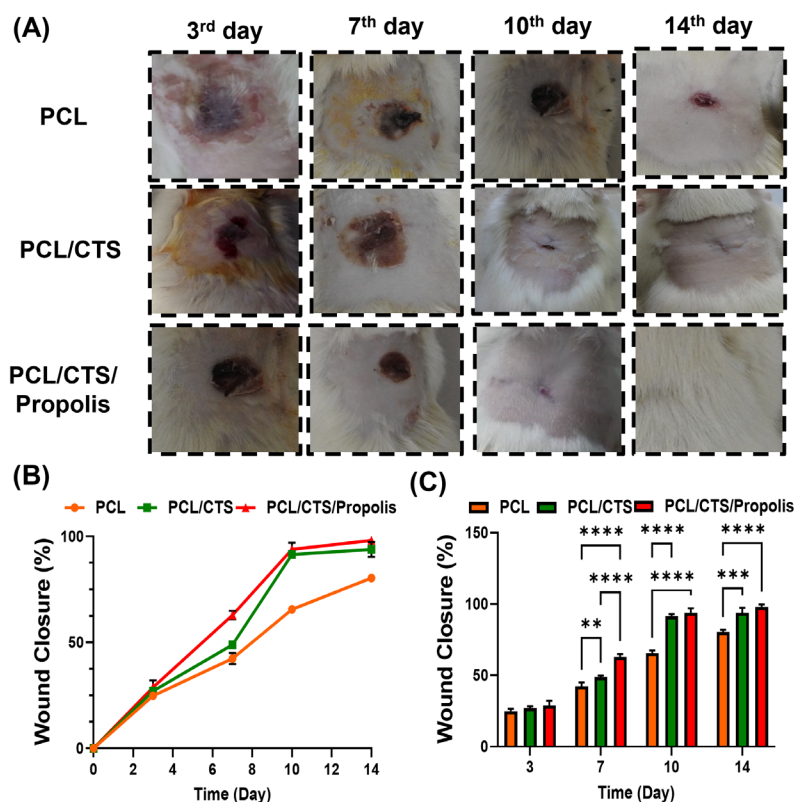 (A)
3rd day 7th day 10th day 14th day
PCL
PCL/CTS
PCL/CTS/
Propolis
(B)
PCL PCL/CTS PCL/CTS/Propolis
Wound Closure (%)
100
50
0
0 2 4 6 8 10 12 14
Time (Day)
(C)
PCL PCL/CTS PCL/CTS/Propolis
Wound Closure (%)
150
100
50
0
**** **** ****
**** **** ***
**
3 7 10 14
Time (Day)